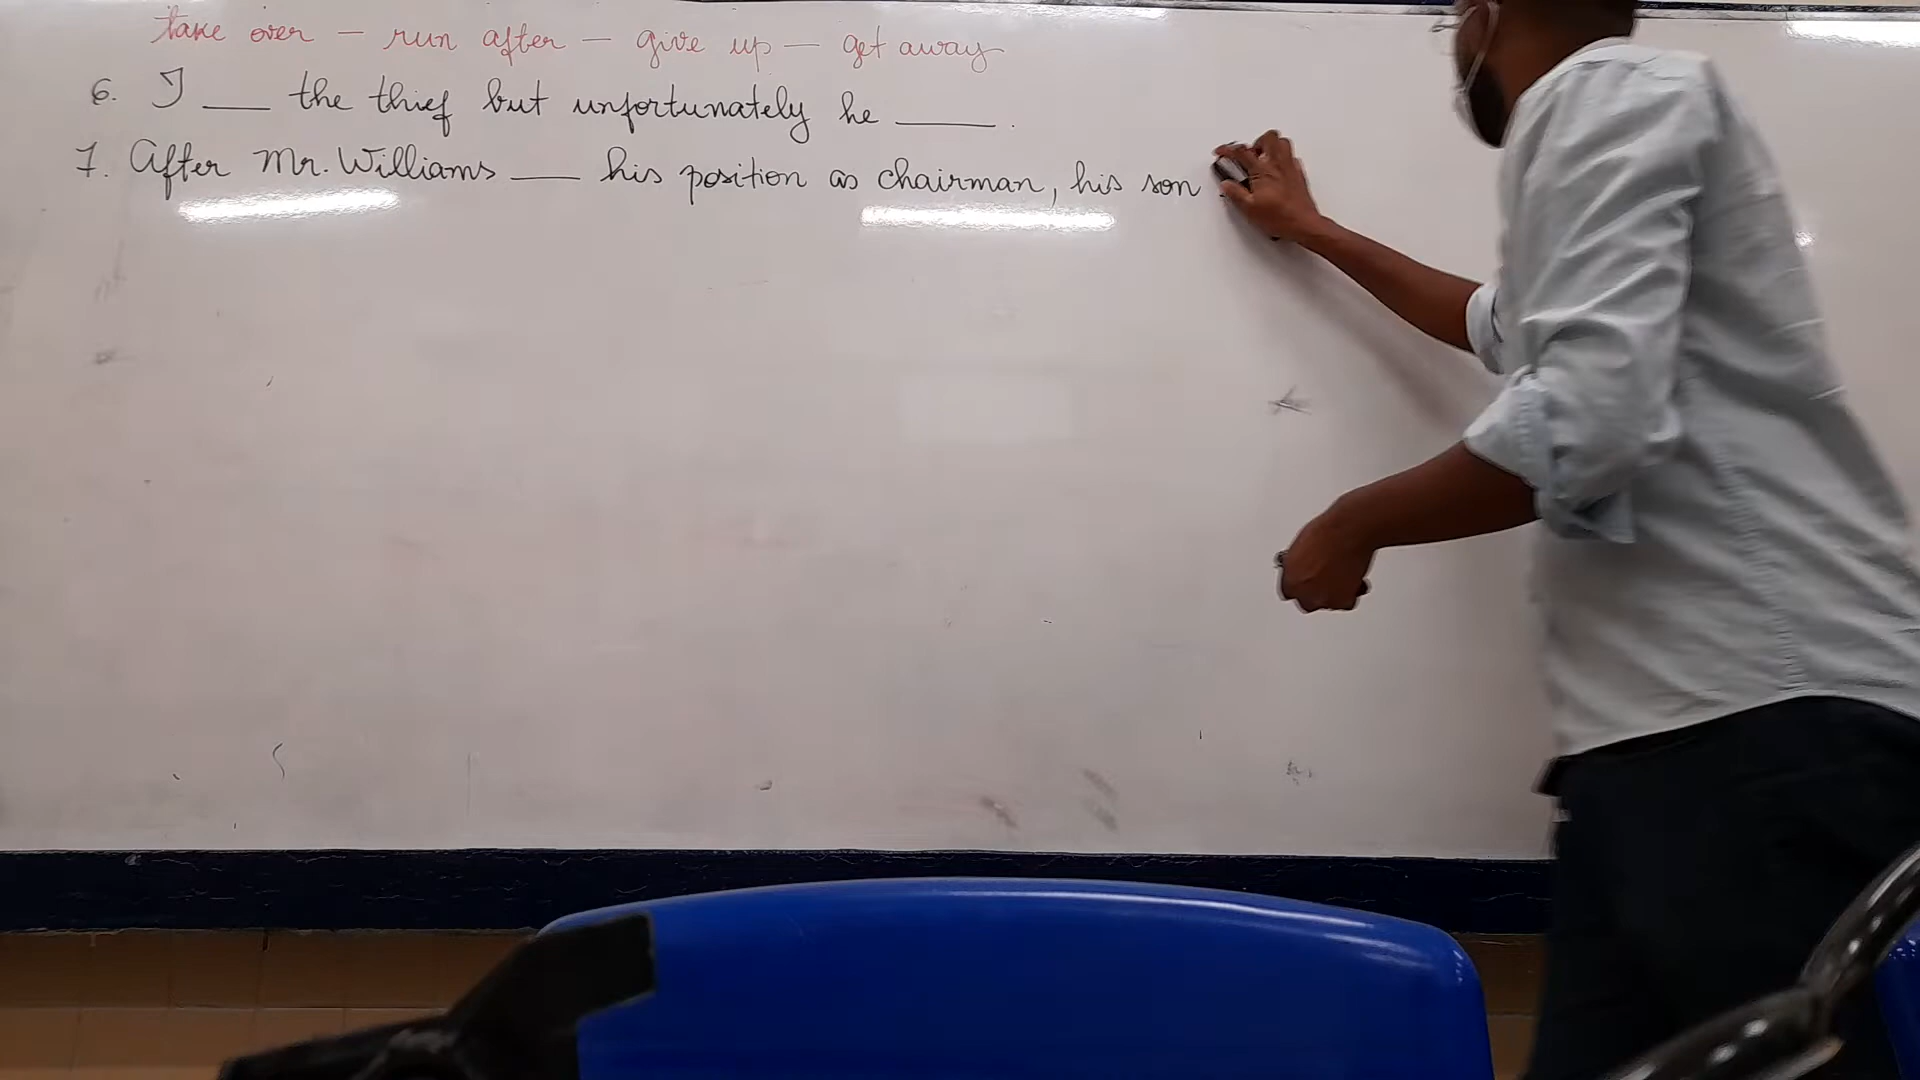 take over – run after – give up – get away
6. I ___ the thief but unfortunately he ____.
7. After Mr. Williams ___ his position as chairman, his son